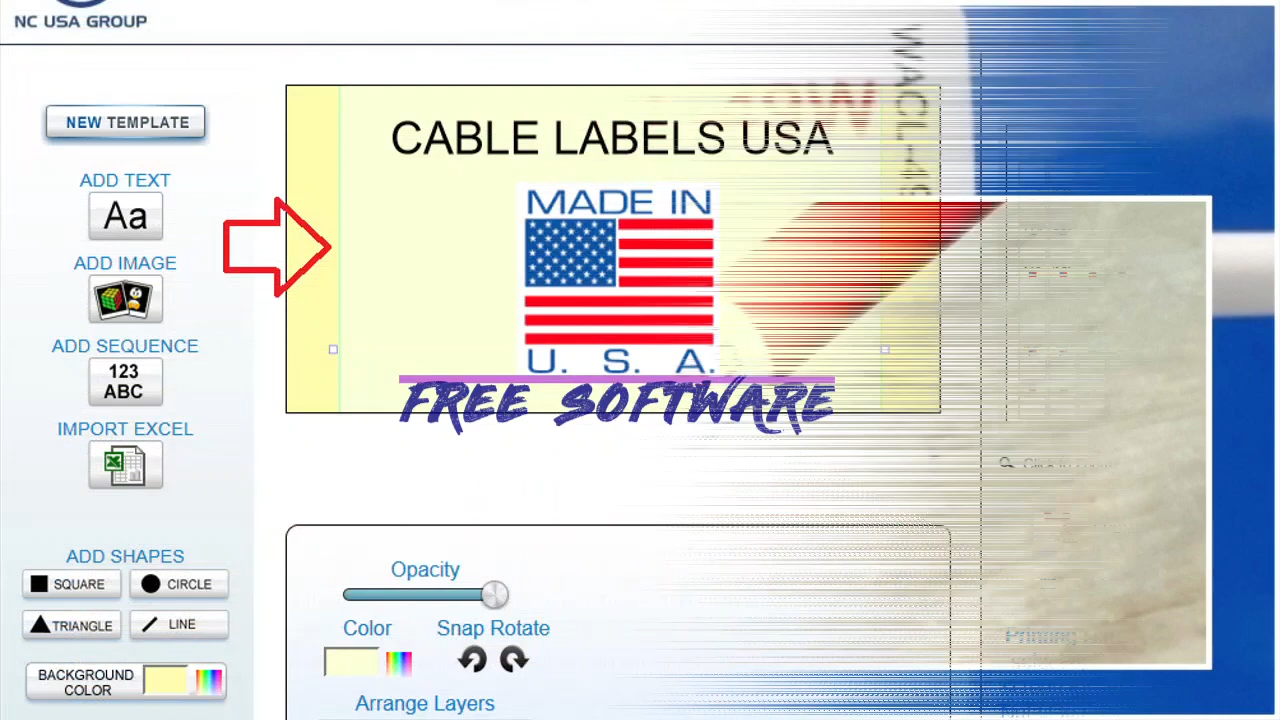 NC USA GROUP
NEW TEMPLATE
ADD TEXT
Aa
ADD IMAGE
ADD SEQUENCE
123
ABC
IMPORT EXCEL
ADD SHAPES
SQUARE
CIRCLE
TRIANGLE
LINE
BACKGROUND
COLOR
CABLE LABELS USA
MADE IN
U. S. A.
FREE SOFTWARE
Opacity
Color
Snap Rotate
Arrange Layers
Printing